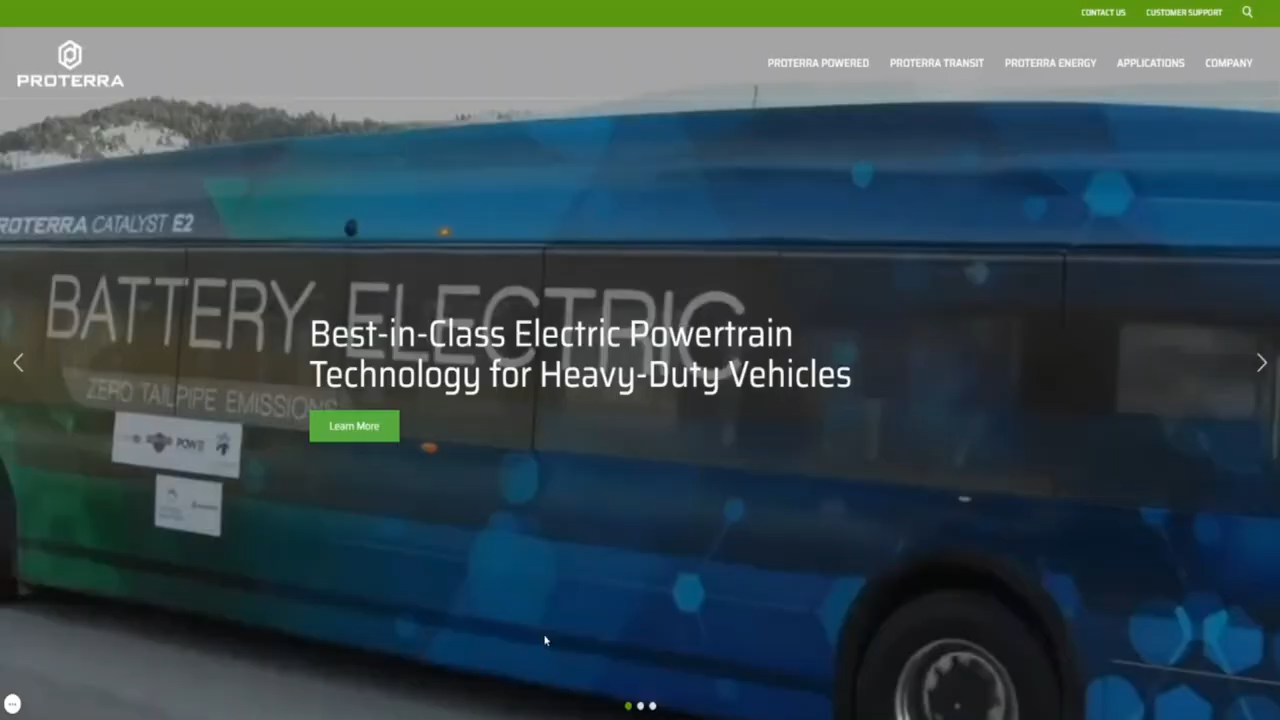 CONTACT US
CUSTOMER SUPPORT
PROTERRA
PROTERRA POWERED
PROTERRA TRANSIT
PROTERRA ENERGY
APPLICATIONS
COMPANY
ROTERRA CATALYST E2
BATTERY ELECTRIC
Best-in-Class Electric Powertrain
Technology for Heavy-Duty Vehicles
ZERO TAILPIPE EMISSIONS
Learn More